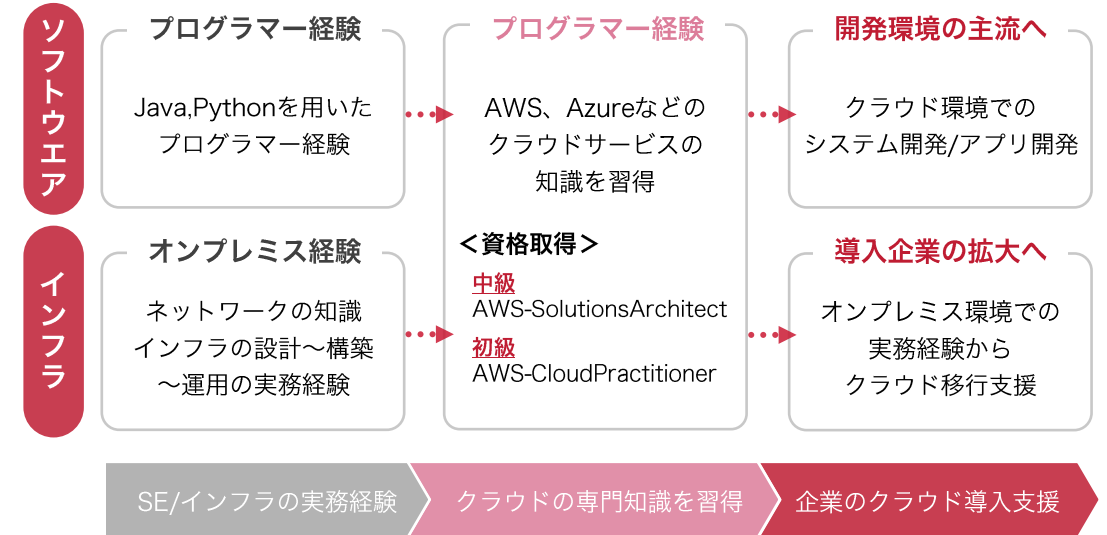 ソフトウエア
プログラマー経験
Java,Pythonを用いた
プログラマー経験
プログラマー経験
AWS、Azureなどの
クラウドサービスの
知識を習得
＜資格取得＞
中級
AWS-SolutionsArchitect
初級
AWS-CloudPractitioner
開発環境の主流へ
クラウド環境での
システム開発/アプリ開発
インフラ
オンプレミス経験
ネットワークの知識
インフラの設計〜構築
〜運用の実務経験
導入企業の拡大へ
オンプレミス環境での
実務経験から
クラウド移行支援
SE/インフラの実務経験
クラウドの専門知識を習得
企業のクラウド導入支援